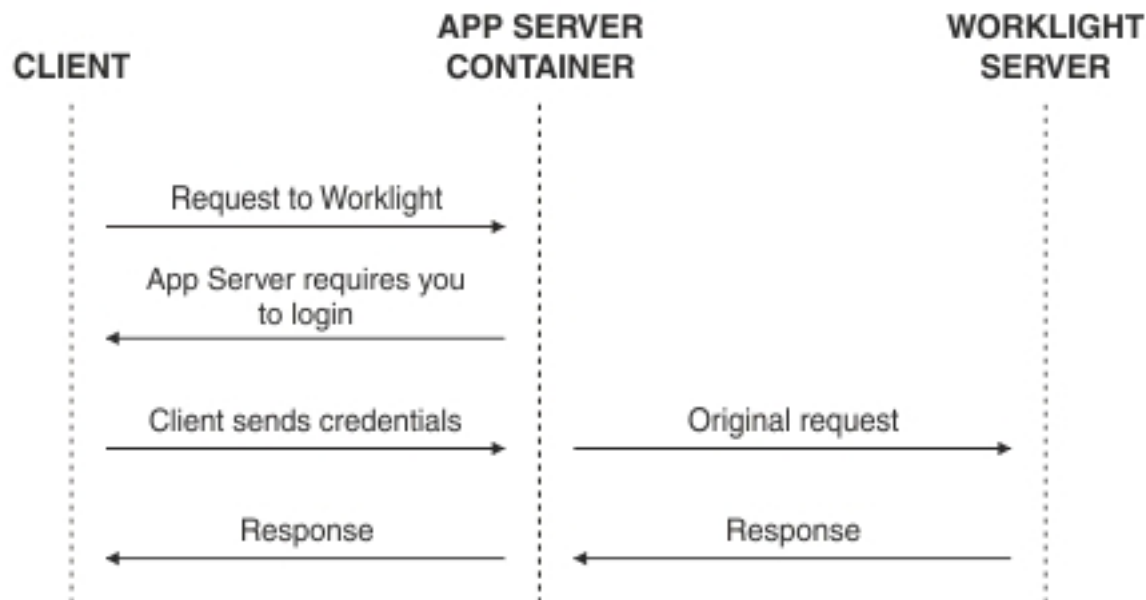 CLIENT
APP SERVER
CONTAINER
WORKLIGHT
SERVER
Request to Worklight
App Server requires you
to login
Client sends credentials
Original request
Response
Response